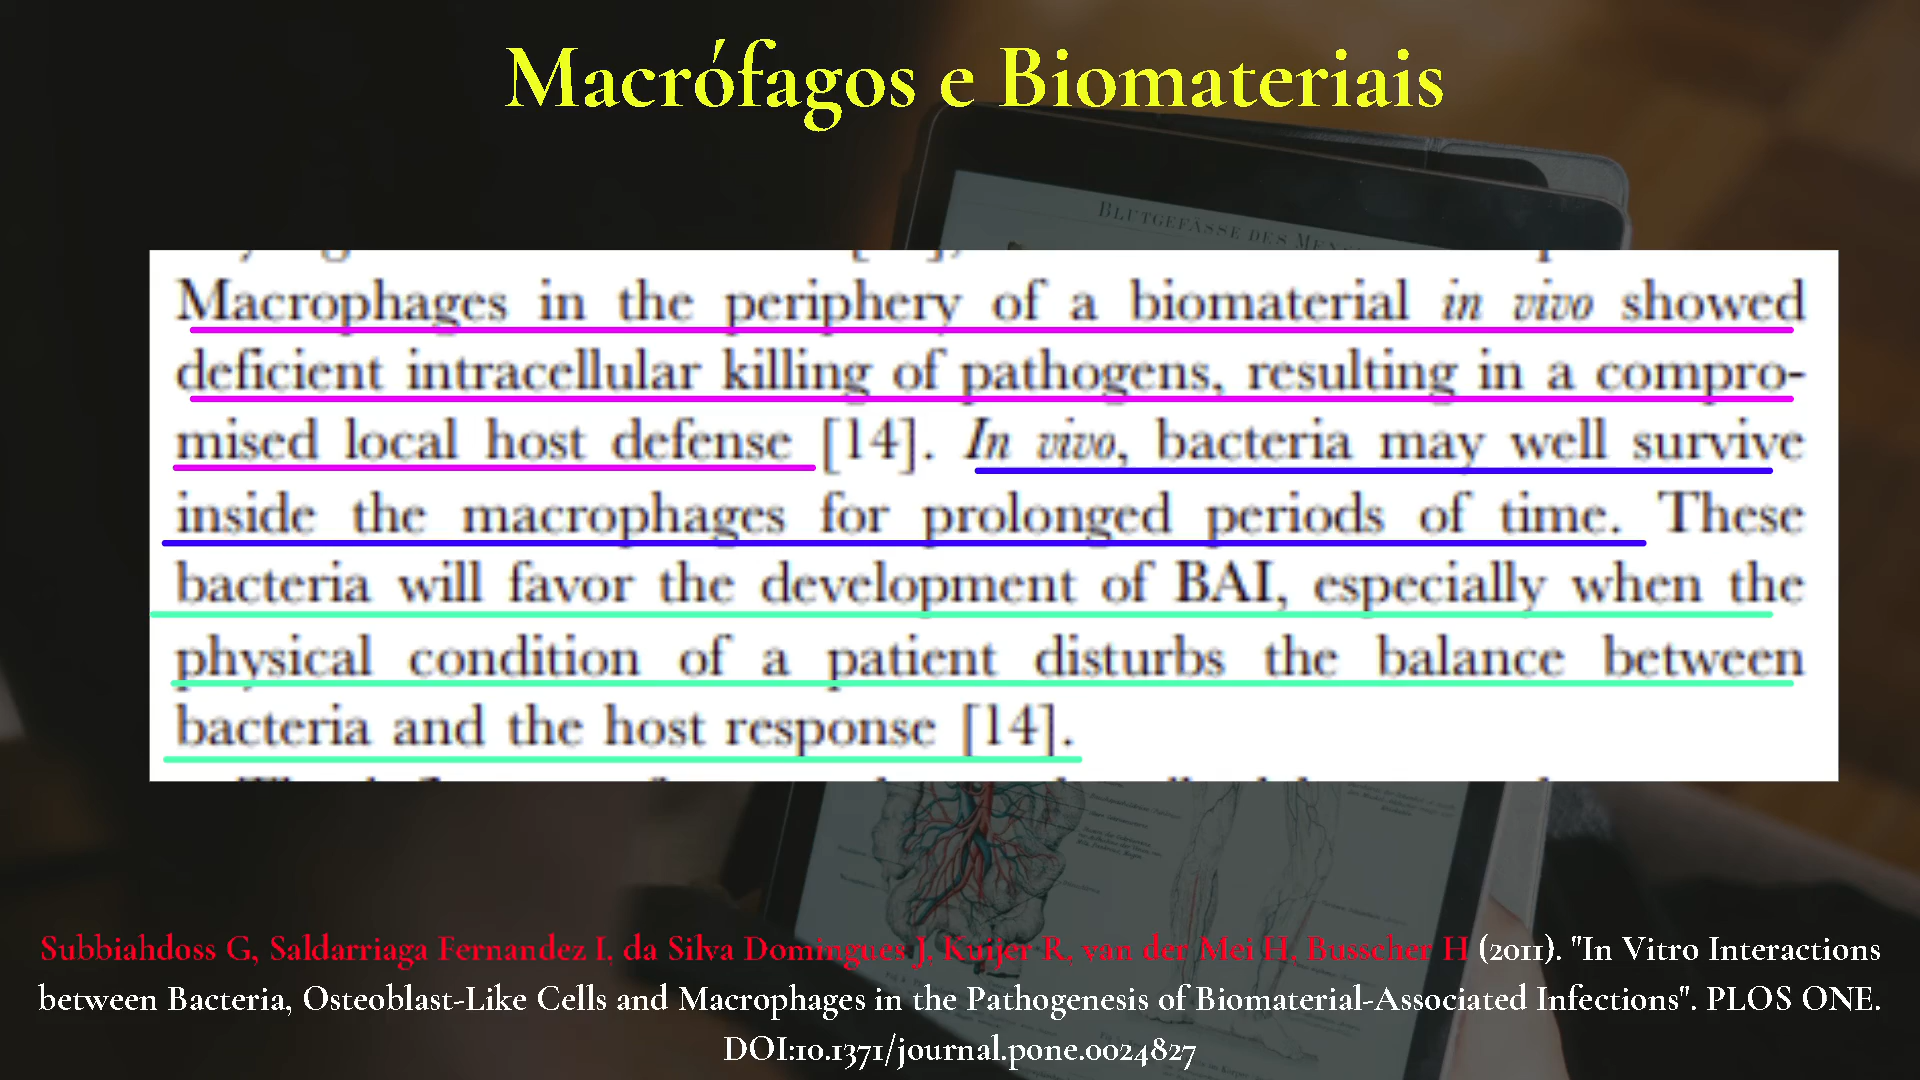 Macrófagos e Biomateriais
BLUTGEFÄSSE DES
Macrophages in the periphery of a biomaterial in vivo showed
deficient intracellular killing of pathogens, resulting in a compro-
mised local host defense [14]. In vivo, bacteria may well survive
inside the macrophages for prolonged periods of time. These
bacteria will favor the development of BAI, especially when the
physical condition of a patient disturbs the balance between
bacteria and the host response [14].
Subbiahdoss G, Saldarriaga Fernandez I, da Silva Domingues J, Kuijer R, van der Mei H, Busscher H (2011). "In Vitro Interactions
between Bacteria, Osteoblast-Like Cells and Macrophages in the Pathogenesis of Biomaterial-Associated Infections". PLOS ONE.
DOI:10.1371/journal.pone.0024827